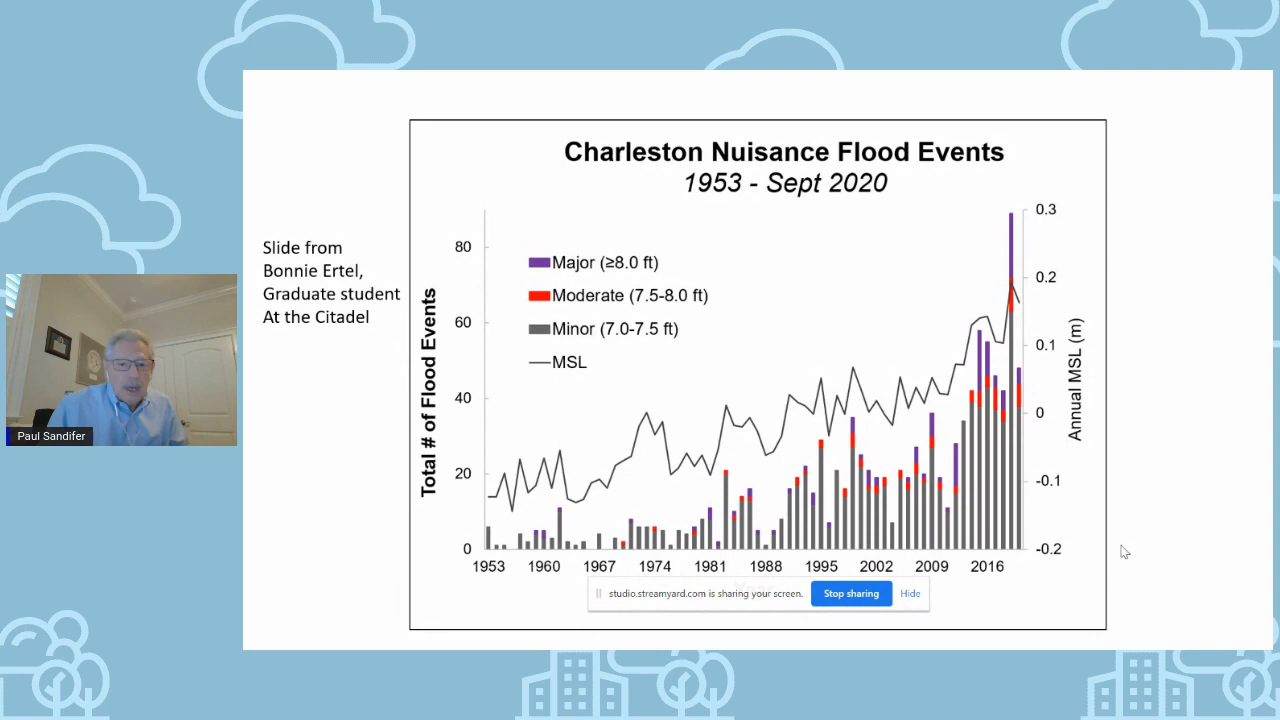 Charleston Nuisance Flood Events
1953 - Sept 2020
Slide from
Bonnie Ertel,
Graduate student
At the Citadel
Paul Sandifer
Total # of Flood Events
80
60
40
20
0
Major (≥8.0 ft)
Moderate (7.5-8.0 ft)
Minor (7.0-7.5 ft)
MSL
0.3
0.2
0.1
0
-0.1
-0.2
Annual MSL (m)
1953 1960 1967 1974 1981 1988 1995 2002 2009 2016
studio.streamyard.com is sharing your screen. Stop sharing Hide